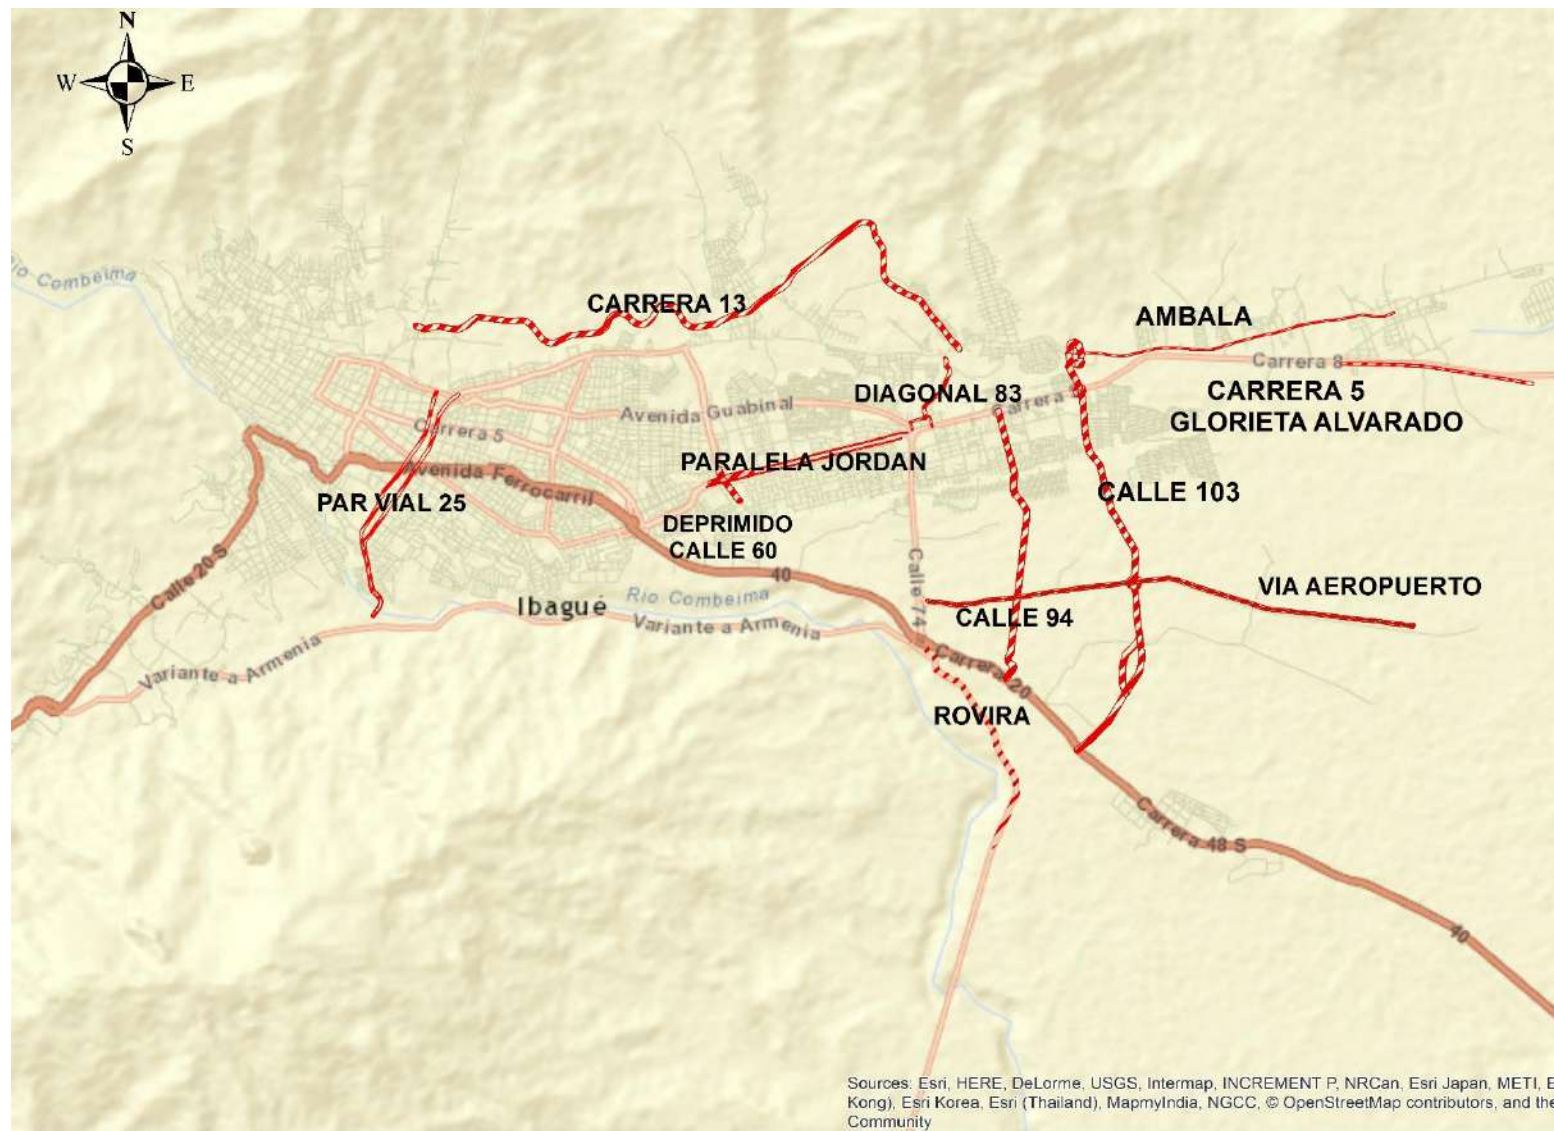 N
W E
S
Rio Combeima
CARRERA 13
AMBALA
Carrera 8
DIAGONAL 83
CARRERA 5
Avenida Guabinal
Carrera
GLORIETA ALVARADO
Carrera 5
PARALELA JORDAN
Avenida Ferrocarril
CALLE 103
PAR VIAL 25
DEPRIMIDO
CALLE 60
Calle 20 S
40
Calle 74
VIA AEROPUERTO
Ibagué
Rio Combeima
CALLE 94
Variante a Armenia
Variante a Armenia
Carrera 20
ROVIRA
Carrera 48 S
40
Sources: Esri, HERE, DeLorme, USGS, Intermap, INCREMENT P, NRCan, Esri Japan, METI, E
Kong), Esri Korea, Esri (Thailand), MapmyIndia, NGCC, © OpenStreetMap contributors, and the
Community